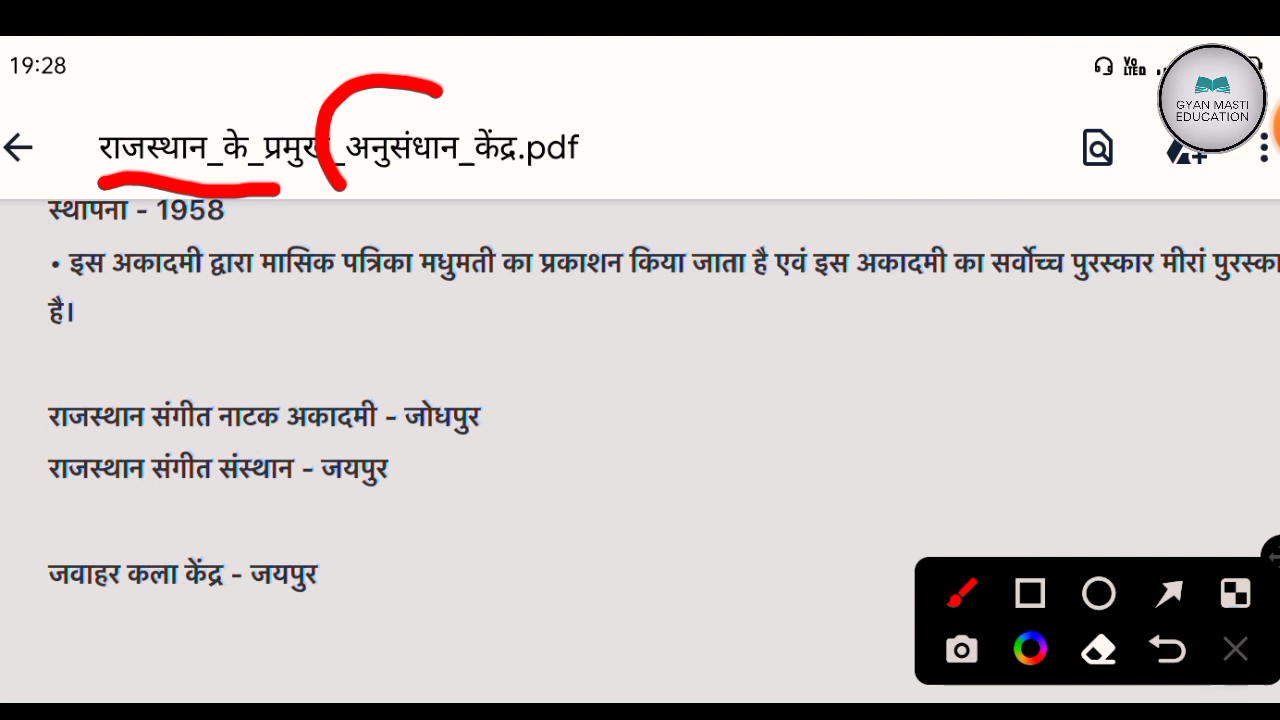 19:28
Vo
LTED
GYAN MASTI
EDUCATION
राजस्थान_के_प्रमुख_अनुसंधान_केंद्र.pdf
स्थापना - 1958
• इस अकादमी द्वारा मासिक पत्रिका मधुमती का प्रकाशन किया जाता है एवं इस अकादमी का सर्वोच्च पुरस्कार मीरां पुरस्का
है।
राजस्थान संगीत नाटक अकादमी - जोधपुर
राजस्थान संगीत संस्थान - जयपुर
जवाहर कला केंद्र - जयपुर